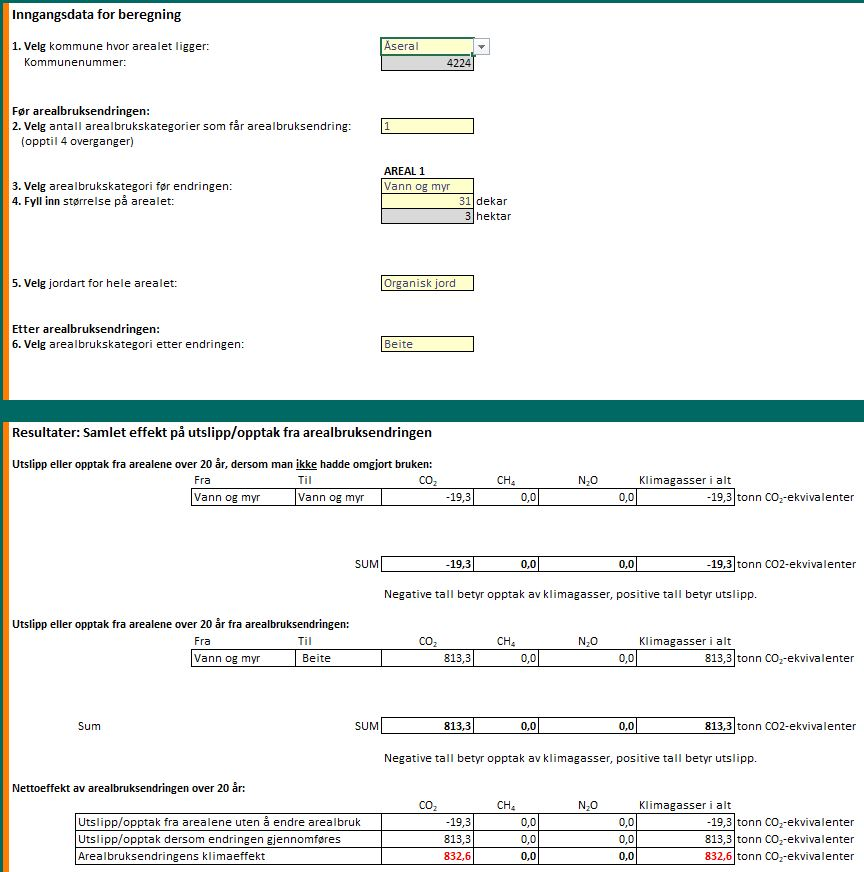 Inngangsdata for beregning
1. Velg kommune hvor arealet ligger: Åseral
Kommunenummer: 4224
Før arealbruksendringen:
2. Velg antall arealbrukskategorier som får arealbruksendring: 1
(opptil 4 overganger)
AREAL 1
3. Velg arealbrukskategori før endringen: Vann og myr
4. Fyll inn størrelse på arealet: 31 dekar
3 hektar
5. Velg jordart for hele arealet: Organisk jord
Etter arealbruksendringen:
6. Velg arealbrukskategori etter endringen: Beite
Resultater: Samlet effekt på utslipp/opptak fra arealbruksendringen
Utslipp eller opptak fra arealene over 20 år, dersom man ikke hadde omgjort bruken:
Fra Til CO₂ CH₄ N₂O Klimagasser i alt
Vann og myr Vann og myr -19,3 0,0 0,0 -19,3 tonn CO₂-ekvivalenter
SUM -19,3 0,0 0,0 -19,3 tonn CO2-ekvivalenter
Negative tall betyr opptak av klimagasser, positive tall betyr utslipp.
Utslipp eller opptak fra arealene over 20 år fra arealbruksendringen:
Fra Til CO₂ CH₄ N₂O Klimagasser i alt
Vann og myr Beite 813,3 0,0 0,0 813,3 tonn CO₂-ekvivalenter
Sum SUM 813,3 0,0 0,0 813,3 tonn CO2-ekvivalenter
Negative tall betyr opptak av klimagasser, positive tall betyr utslipp.
Nettoeffekt av arealbruksendringen over 20 år:
CO₂ CH₄ N₂O Klimagasser i alt
Utslipp/opptak fra arealene uten å endre arealbruk -19,3 0,0 0,0 -19,3 tonn CO₂-ekvivalenter
Utslipp/opptak dersom endringen gjennomføres 813,3 0,0 0,0 813,3 tonn CO₂-ekvivalenter
Arealbruksendringens klimaeffekt 832,6 0,0 0,0 832,6 tonn CO₂-ekvivalenter